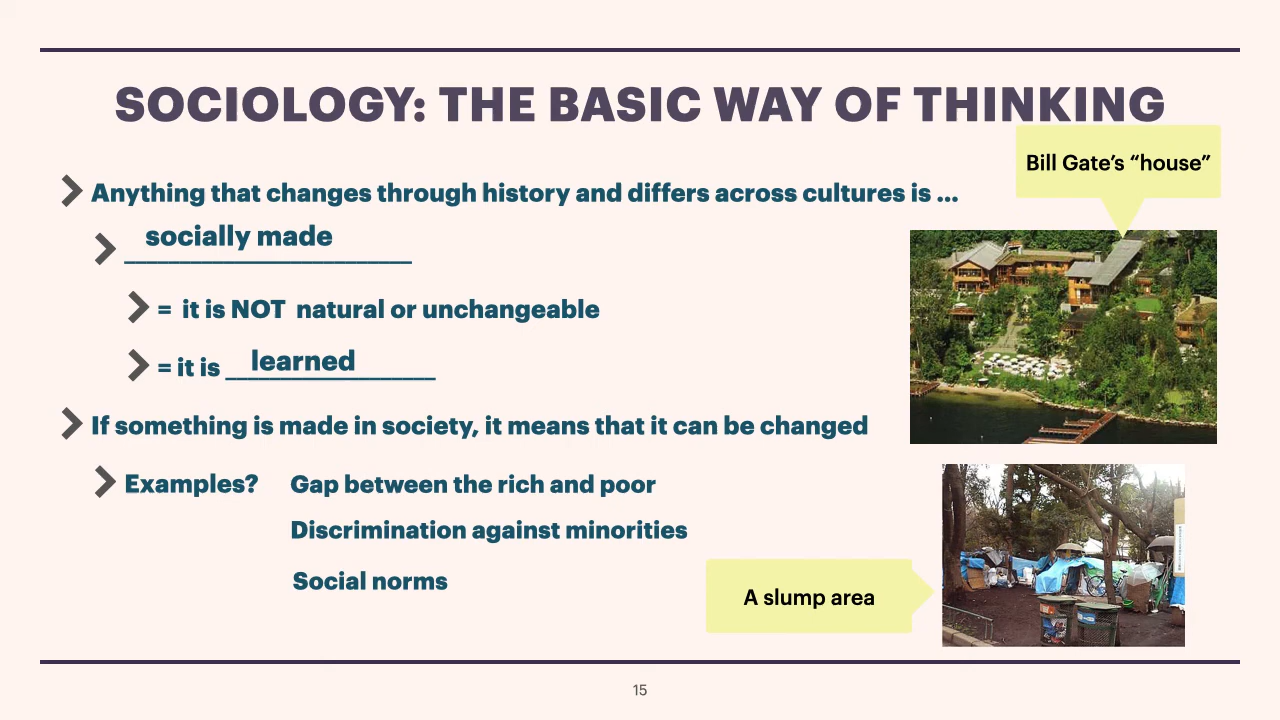 SOCIOLOGY: THE BASIC WAY OF THINKING
Bill Gate's “house”
Anything that changes through history and differs across cultures is ...
socially made
= it is NOT natural or unchangeable
= it is learned
If something is made in society, it means that it can be changed
Examples? Gap between the rich and poor
Discrimination against minorities
Social norms
A slump area
15